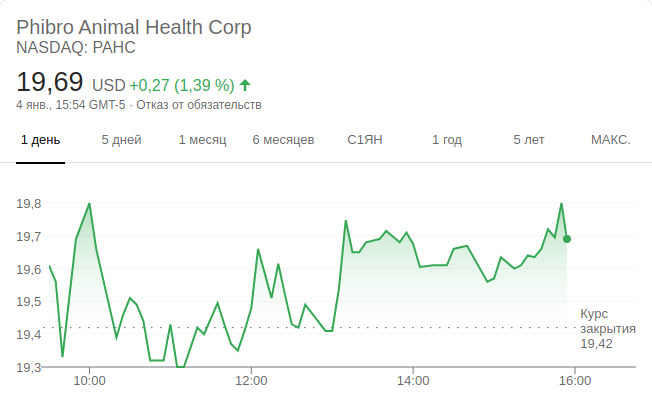 Phibro Animal Health Corp
NASDAQ: PAHC
19,69 USD +0,27 (1,39 %)
4 янв., 15:54 GMT-5 · Отказ от обязательств
1 день 5 дней 1 месяц 6 месяцев С1ЯН 1 год 5 лет МАКС.
19,8
19,7
19,6
19,5
19,4
19,3
Курс
закрытия
19,42
10:00 12:00 14:00 16:00